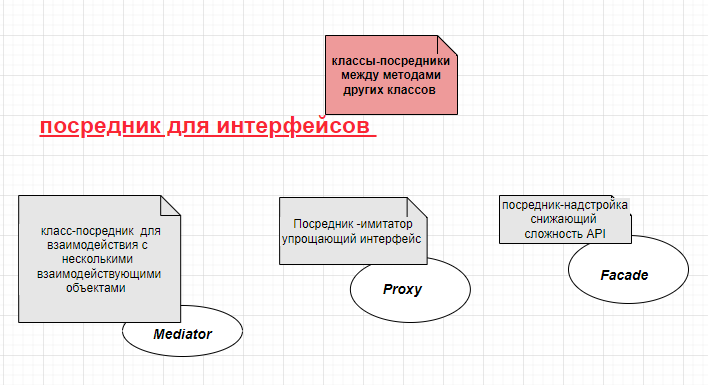 классы-посредники
между методами
других классов
посредник для интерфейсов
класс-посредник для
взаимодействия с
несколькими
взаимодействующими
объектами
Mediator
Посредник -имитатор
упрощающий интерфейс
Proxy
посредник-надстройка
снижающий
сложность API
Facade